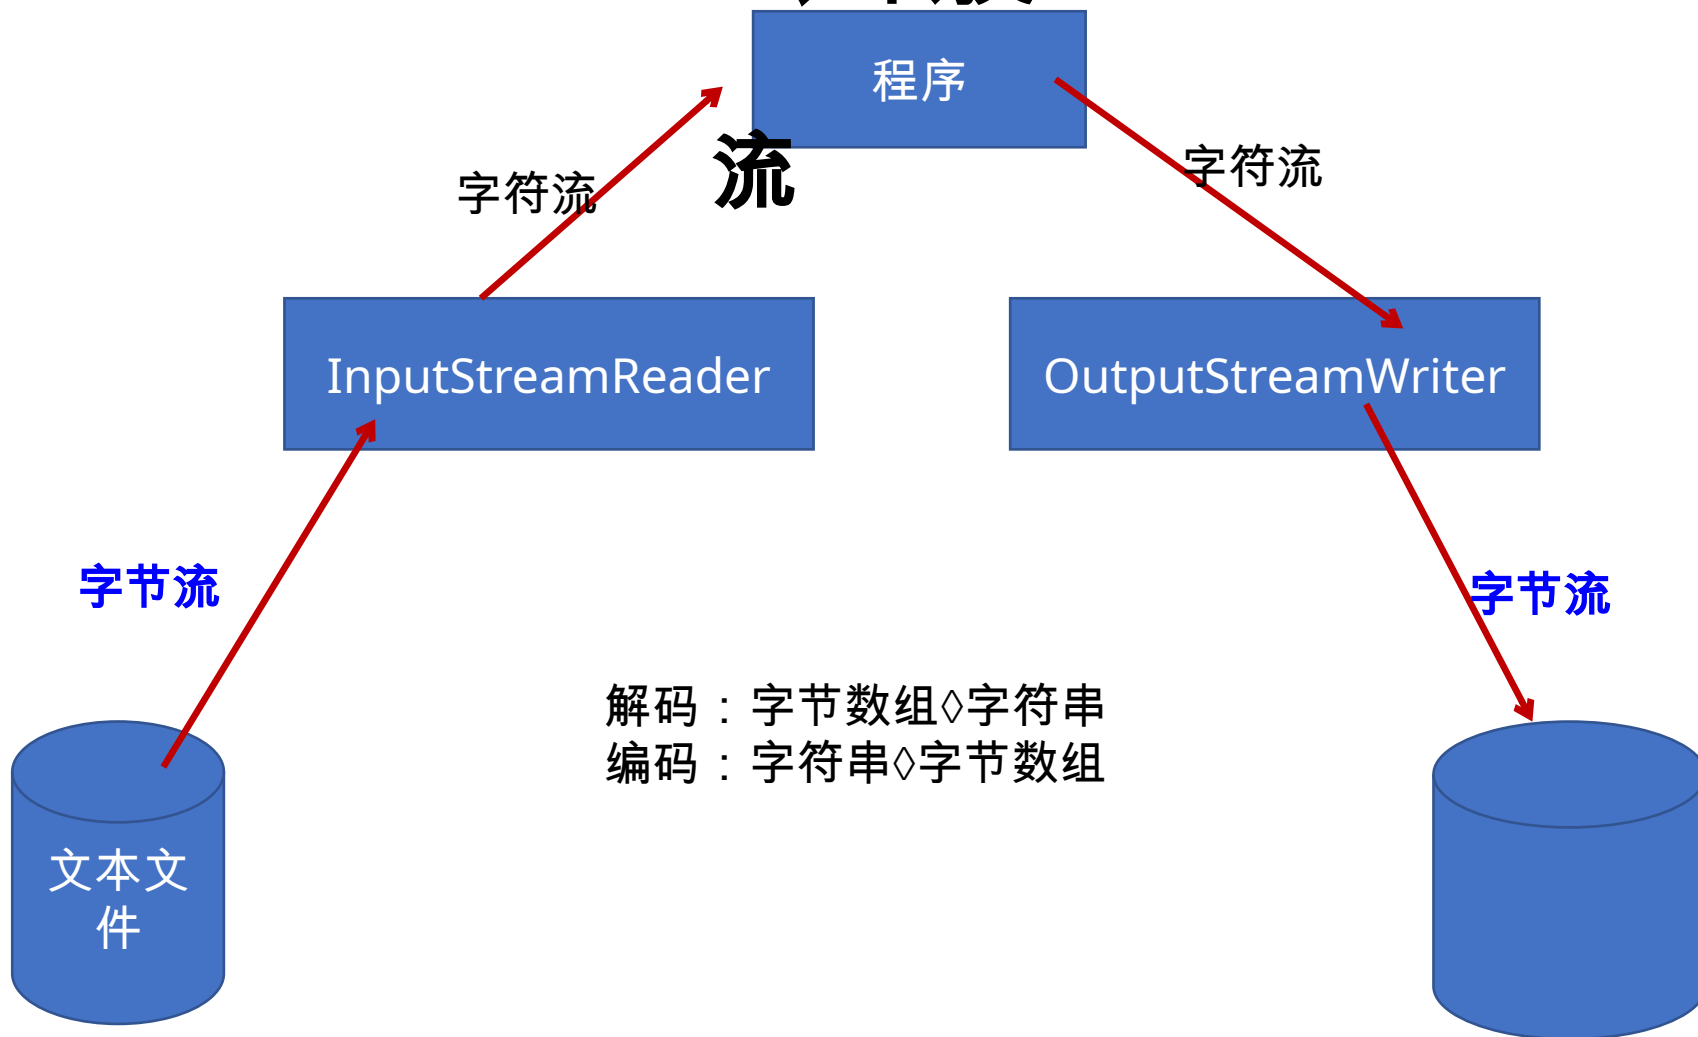 程序
流
字符流
字符流
InputStreamReader
OutputStreamWriter
字节流
字节流
解码：字节数组◊字符串
编码：字符串◊字节数组
文本文
件